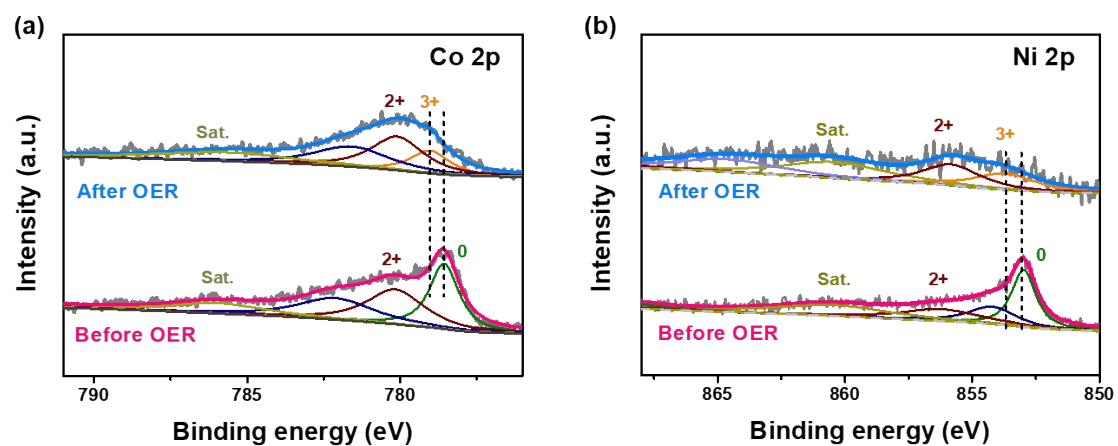 (a)
Co 2p
2+
3+
Sat.
After OER
0
2+
Sat.
Before OER
790
785
780
Binding energy (eV)
Intensity (a.u.)
(b)
Ni 2p
3+
2+
Sat.
After OER
0
2+
Sat.
Before OER
865
860
855
850
Binding energy (eV)
Intensity (a.u.)